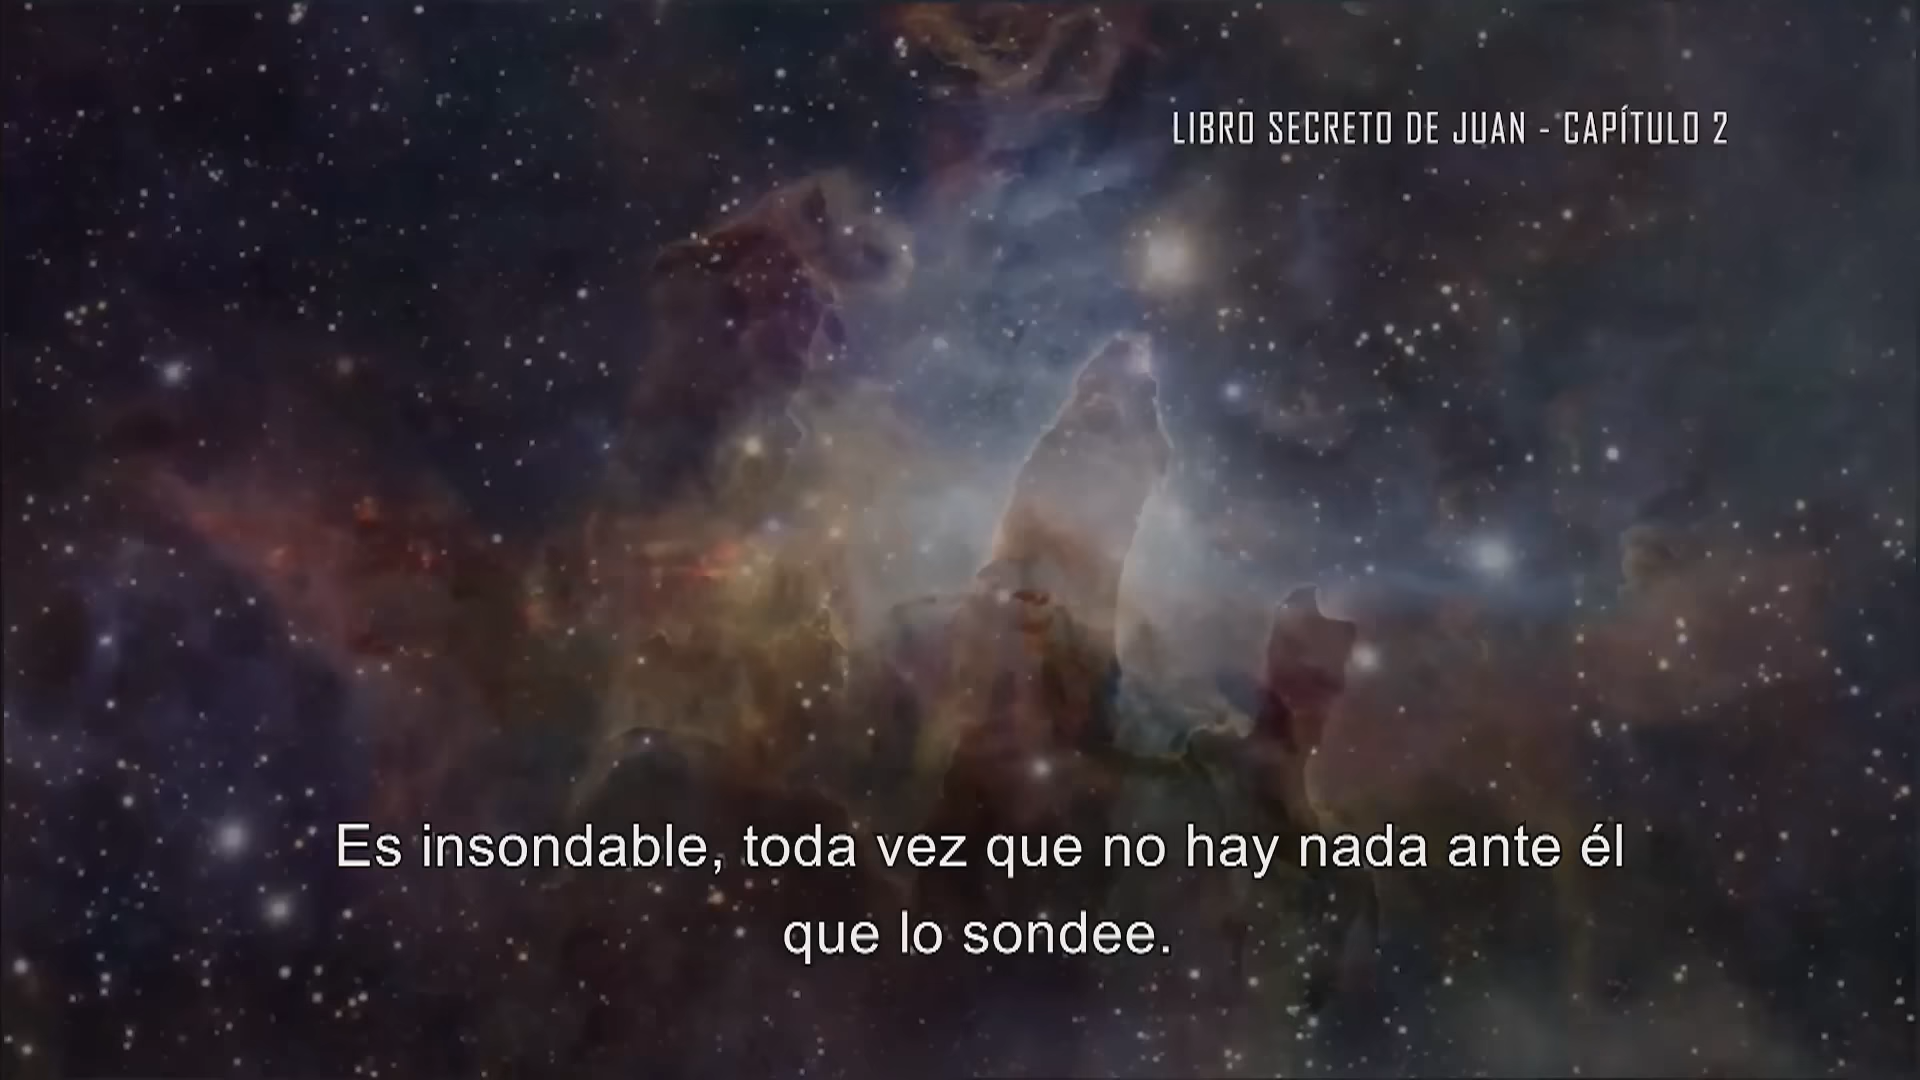 LIBRO SECRETO DE JUAN - CAPÍTULO 2
Es insondable, toda vez que no hay nada ante él
que lo sondee.